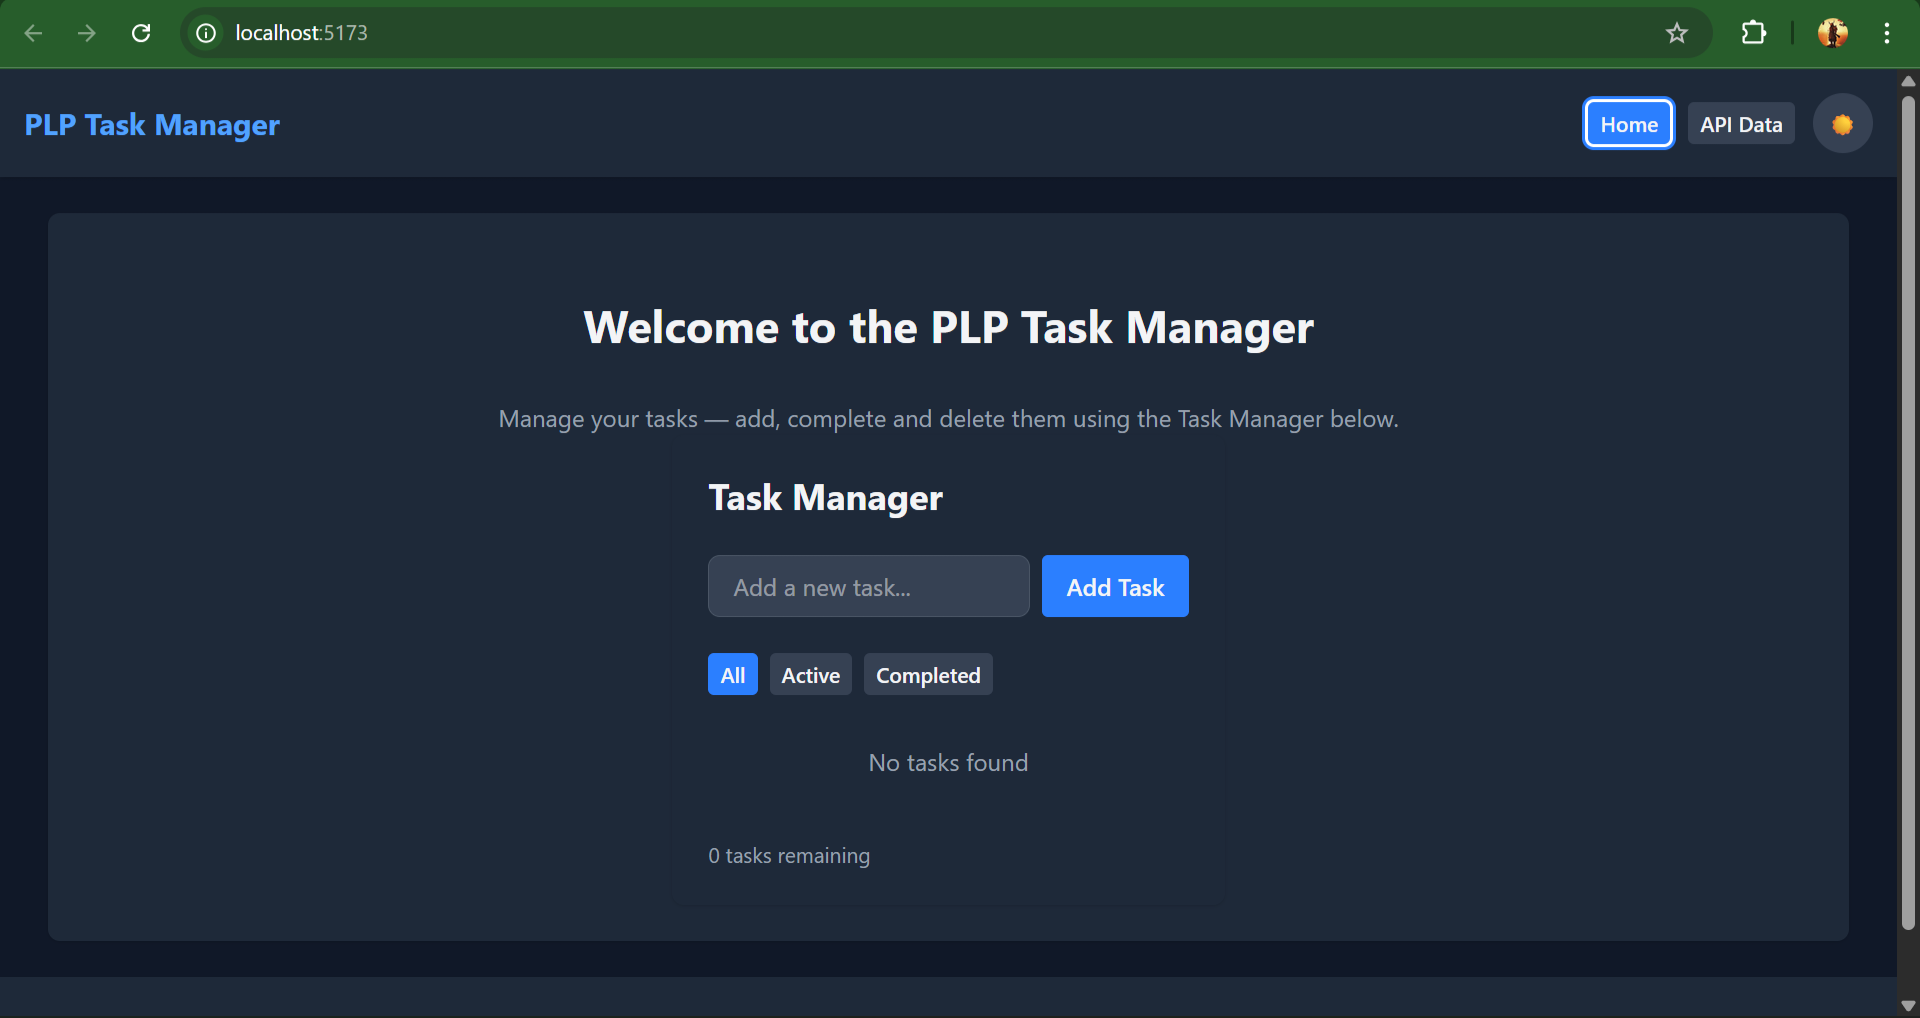 localhost:5173
PLP Task Manager
Home
API Data
Welcome to the PLP Task Manager
Manage your tasks — add, complete and delete them using the Task Manager below.
Task Manager
Add a new task...
Add Task
All
Active
Completed
No tasks found
0 tasks remaining